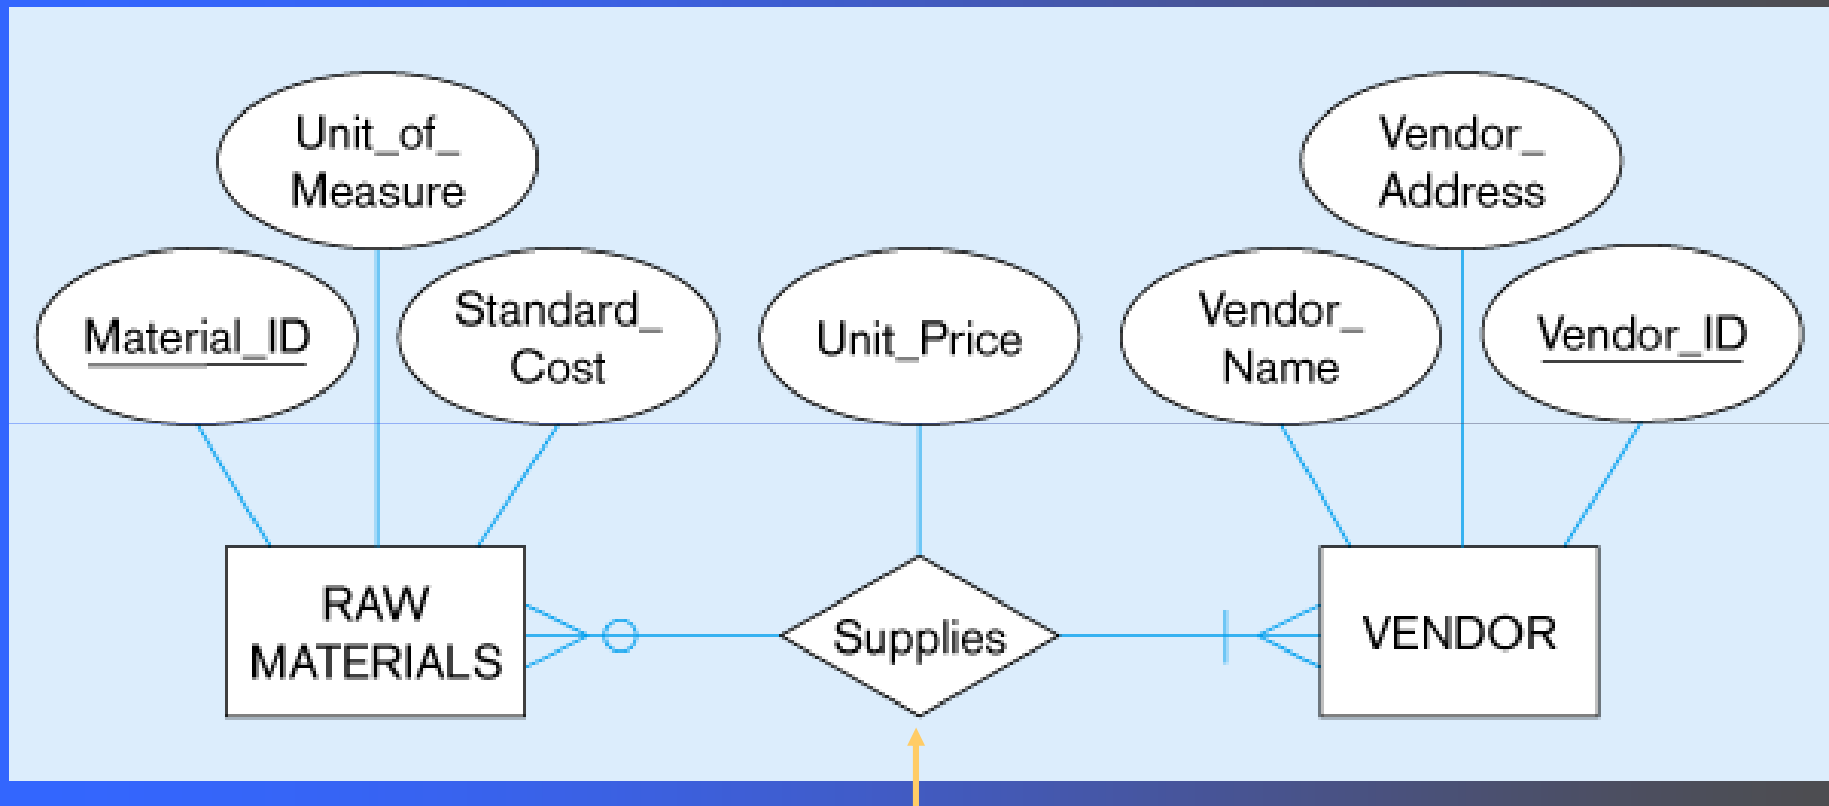 Unit_of_
Measure
Vendor_
Address
Material_ID
Standard_
Cost
Unit_Price
Vendor_
Name
Vendor_ID
RAW
MATERIALS
Supplies
VENDOR